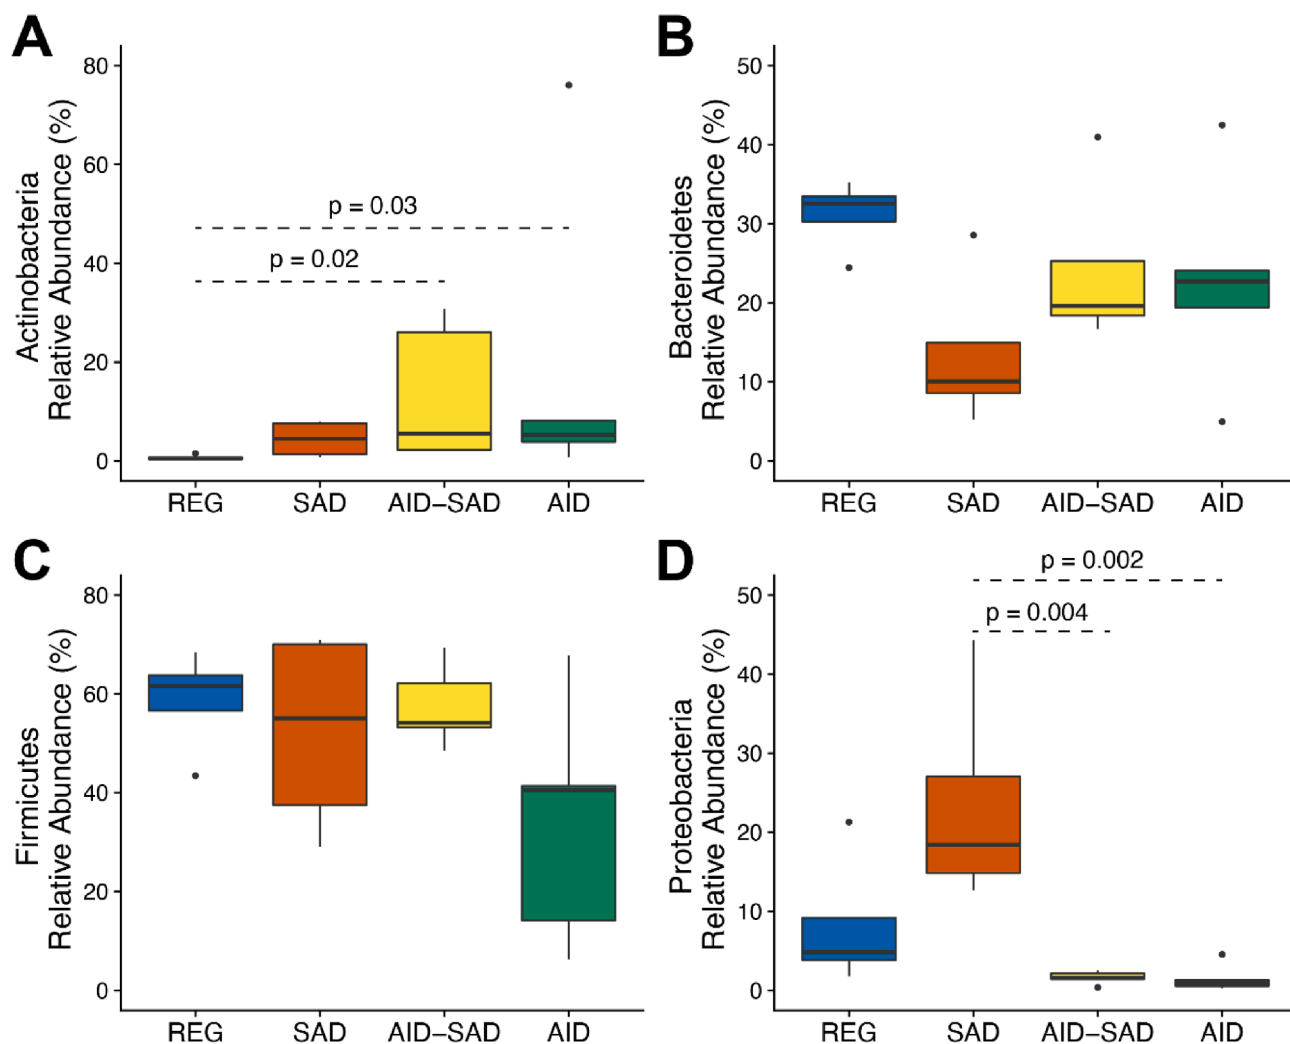 A
Actinobacteria
Relative Abundance (%)
80
60
40
20
0
p = 0.03
p = 0.02
REG SAD AID–SAD AID
B
Bacteroidetes
Relative Abundance (%)
50
40
30
20
10
0
REG SAD AID–SAD AID
C
Firmicutes
Relative Abundance (%)
80
60
40
20
0
REG SAD AID–SAD AID
D
Proteobacteria
Relative Abundance (%)
50
40
30
20
10
0
p = 0.002
p = 0.004
REG SAD AID–SAD AID